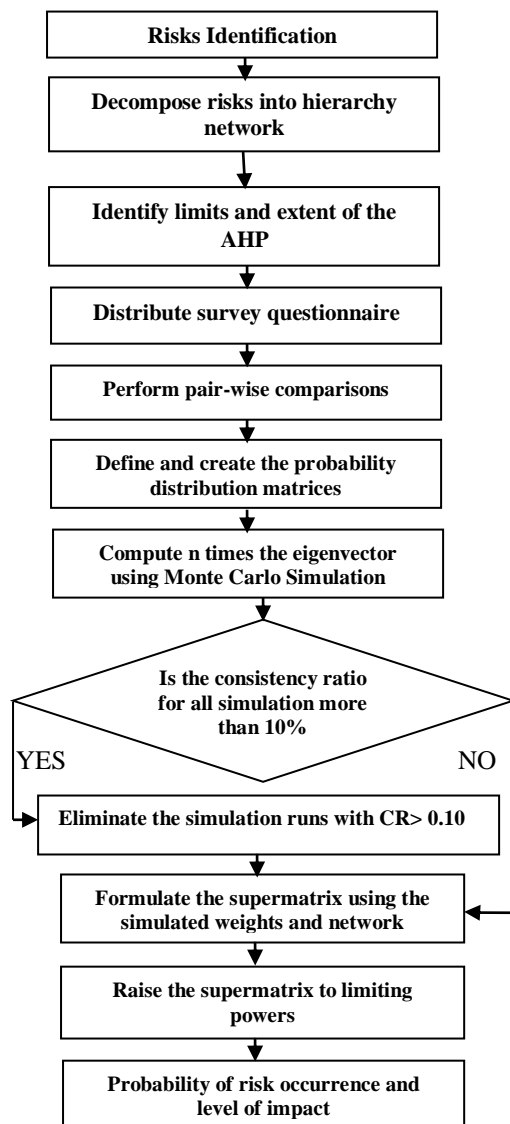 Risks Identification
Decompose risks into hierarchy
network
Identify limits and extent of the
AHP
Distribute survey questionnaire
Perform pair-wise comparisons
Define and create the probability
distribution matrices
Compute n times the eigenvector
using Monte Carlo Simulation
Is the consistency ratio
for all simulation more
than 10%
YES
NO
Eliminate the simulation runs with CR> 0.10
Formulate the supermatrix using the
simulated weights and network
Raise the supermatrix to limiting
powers
Probability of risk occurrence and
level of impact